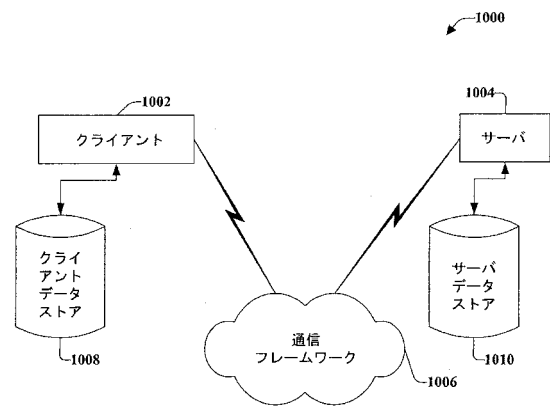 1000
1002
クライアント
1004
サーバ
クライ
アント
データ
ストア
1008
サーバ
データ
ストア
1010
通信
フレームワーク
1006